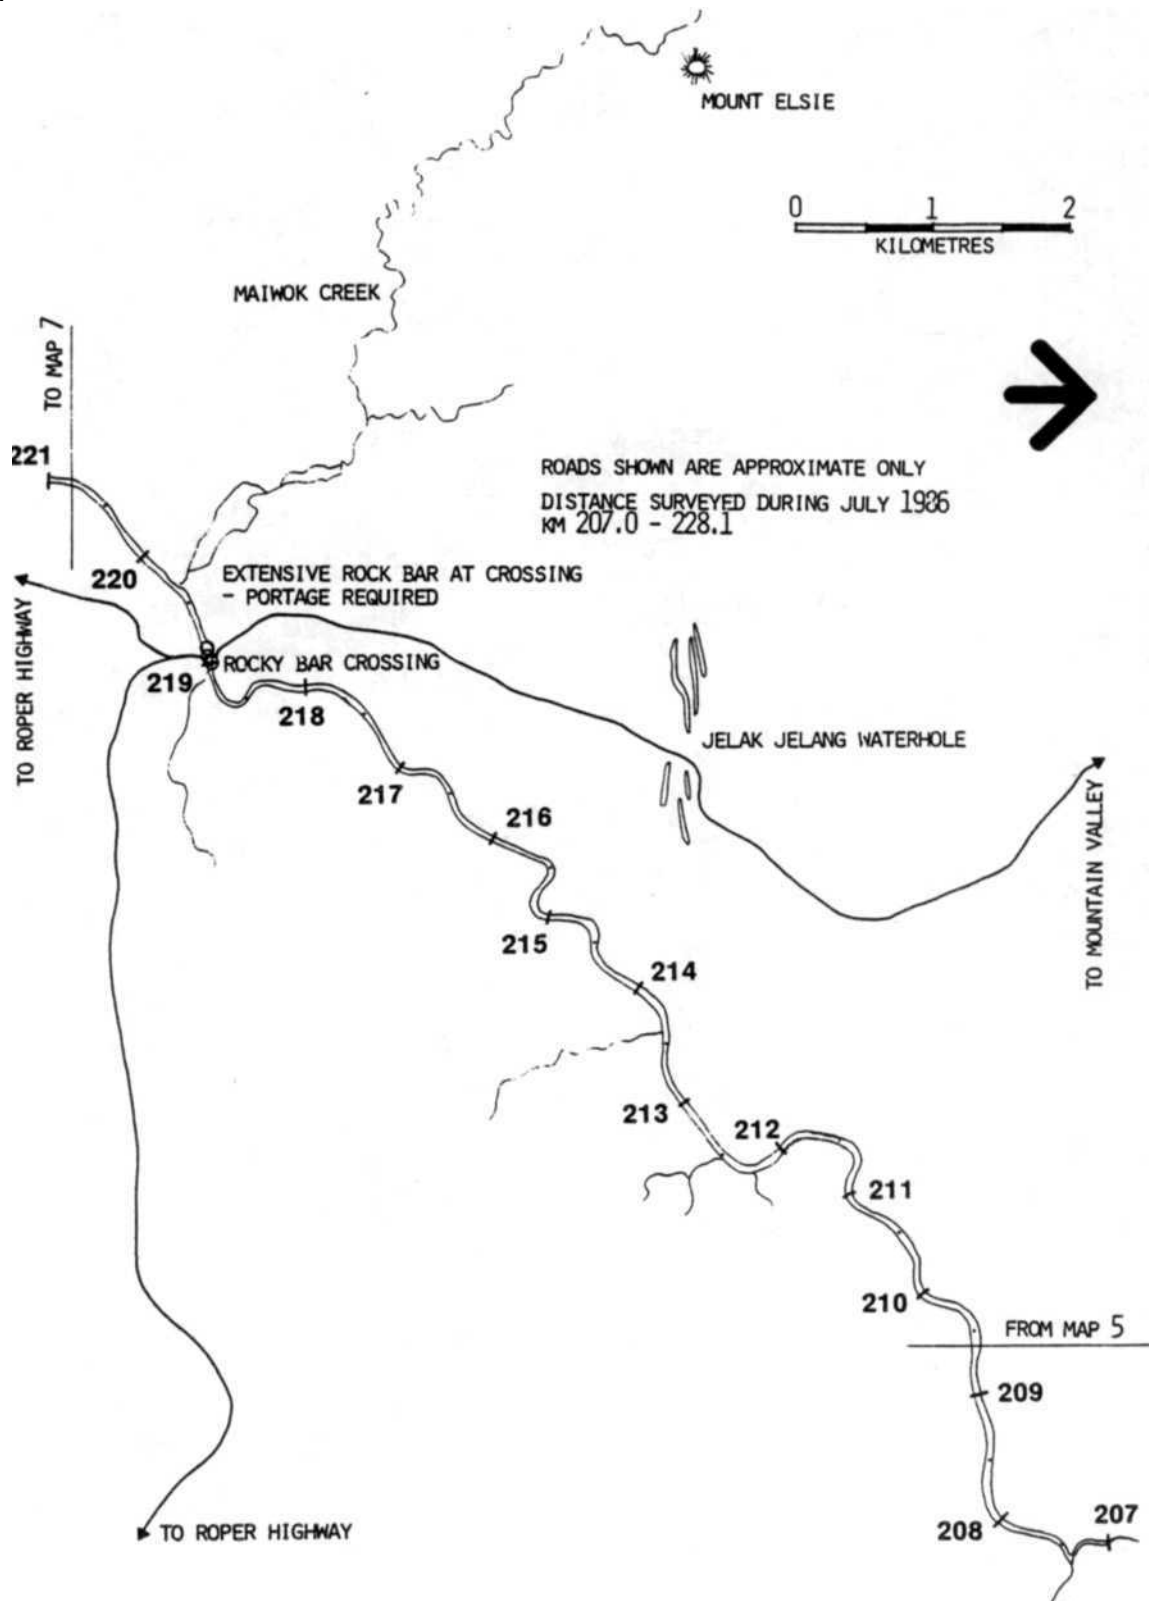 MOUNT ELSIE
0 1 2
KILOMETRES
MAIWOK CREEK
TO MAP 7
221
ROADS SHOWN ARE APPROXIMATE ONLY
DISTANCE SURVEYED DURING JULY 1986
KM 207.0 - 228.1
220
EXTENSIVE ROCK BAR AT CROSSING
- PORTAGE REQUIRED
TO ROPER HIGHWAY
ROCKY BAR CROSSING
219
218
JELAK JELANG WATERHOLE
217
216
TO MOUNTAIN VALLEY
215
214
213
212
211
210
FROM MAP 5
209
208
207
TO ROPER HIGHWAY